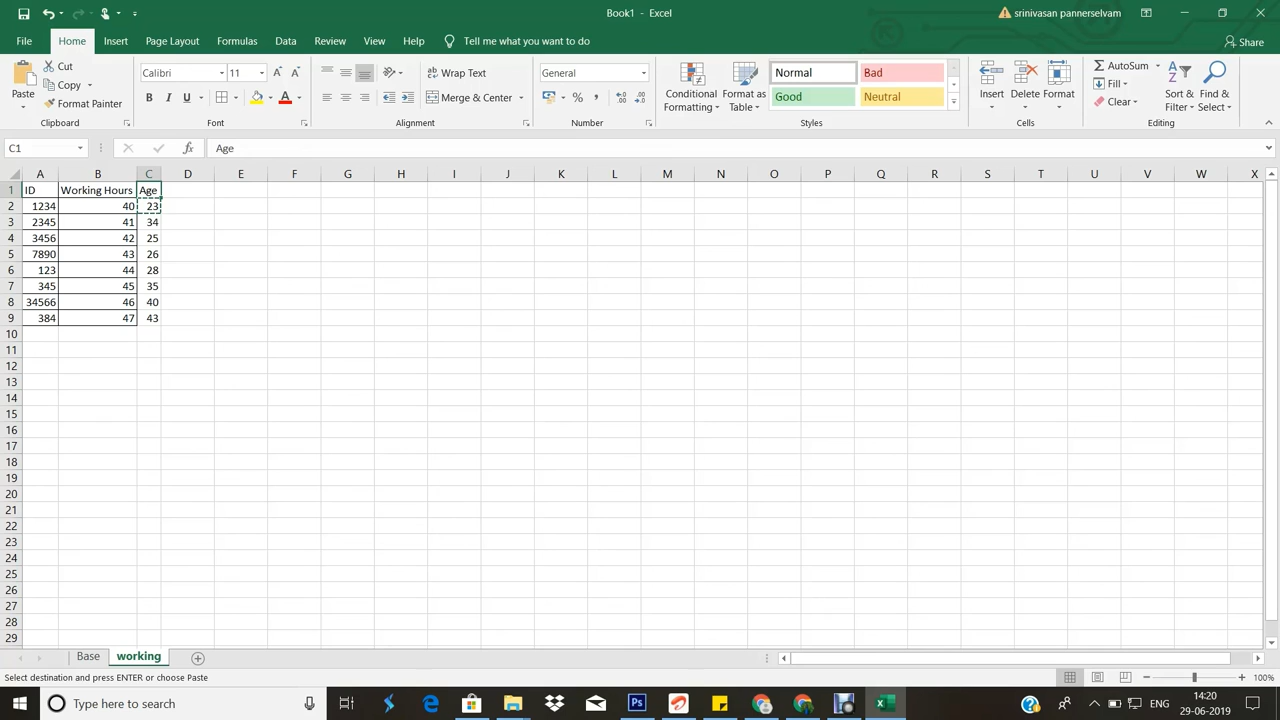 Book1 - Excel
srinivasan pannerselvam
File Home Insert Page Layout Formulas Data Review View Help Tell me what you want to do Share
Paste
Cut
Copy
Format Painter
Clipboard
Calibri 11
B I U A
Font
Wrap Text
Merge & Center
Alignment
General
% ,
Number
Conditional Formatting
Format as Table
Normal Bad
Good Neutral
Styles
Insert Delete Format
Cells
AutoSum
Fill
Clear
Sort & Filter
Find & Select
Editing
C1 fx Age
A B C D E F G H I J K L M N O P Q R S T U V W X
1 ID Working Hours Age
2 1234 40 23
3 2345 41 34
4 3456 42 25
5 7890 43 26
6 123 44 28
7 345 45 35
8 34566 46 40
9 384 47 43
10
11
12
13
14
15
16
17
18
19
20
21
22
23
24
25
26
27
28
29
Base working
Select destination and press ENTER or choose Paste 100%
Type here to search
ENG
14:20
29-06-2019